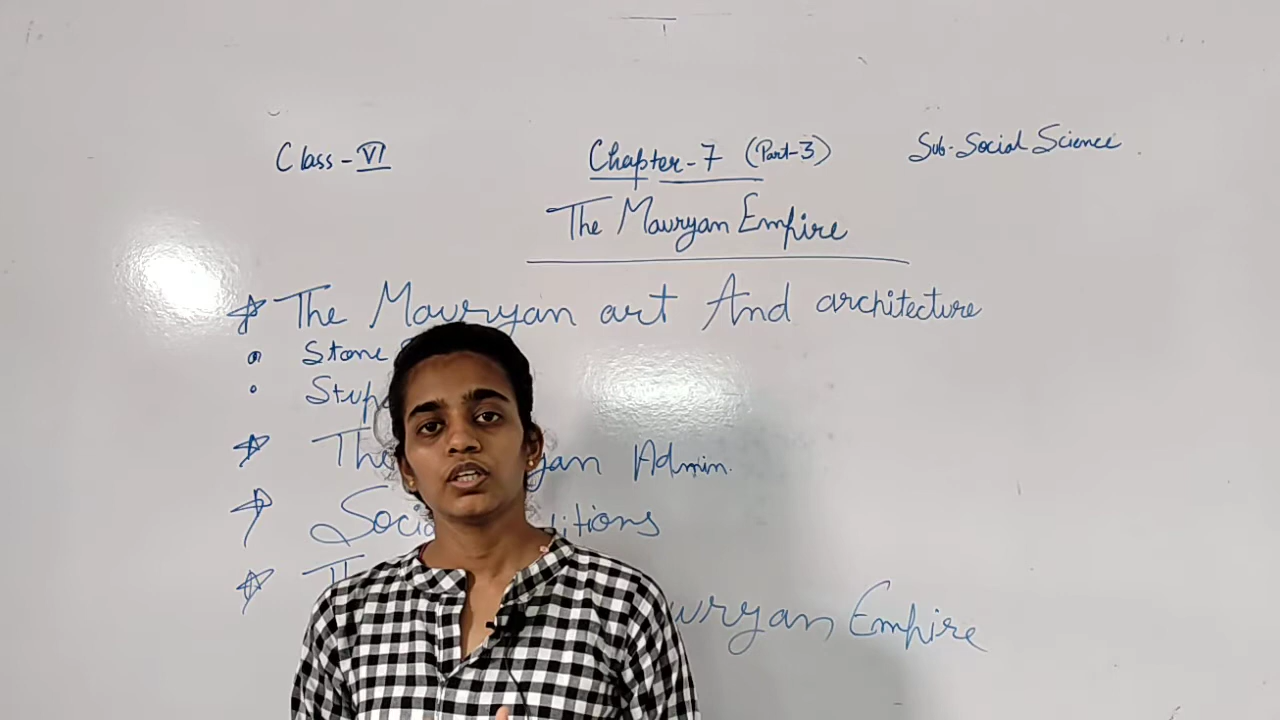 Class-VI
Chapter-7 (Part-3)
Sub-Social Science
The Mauryan Empire
The Mauryan art And architecture
Stone
The Admin.
Empire